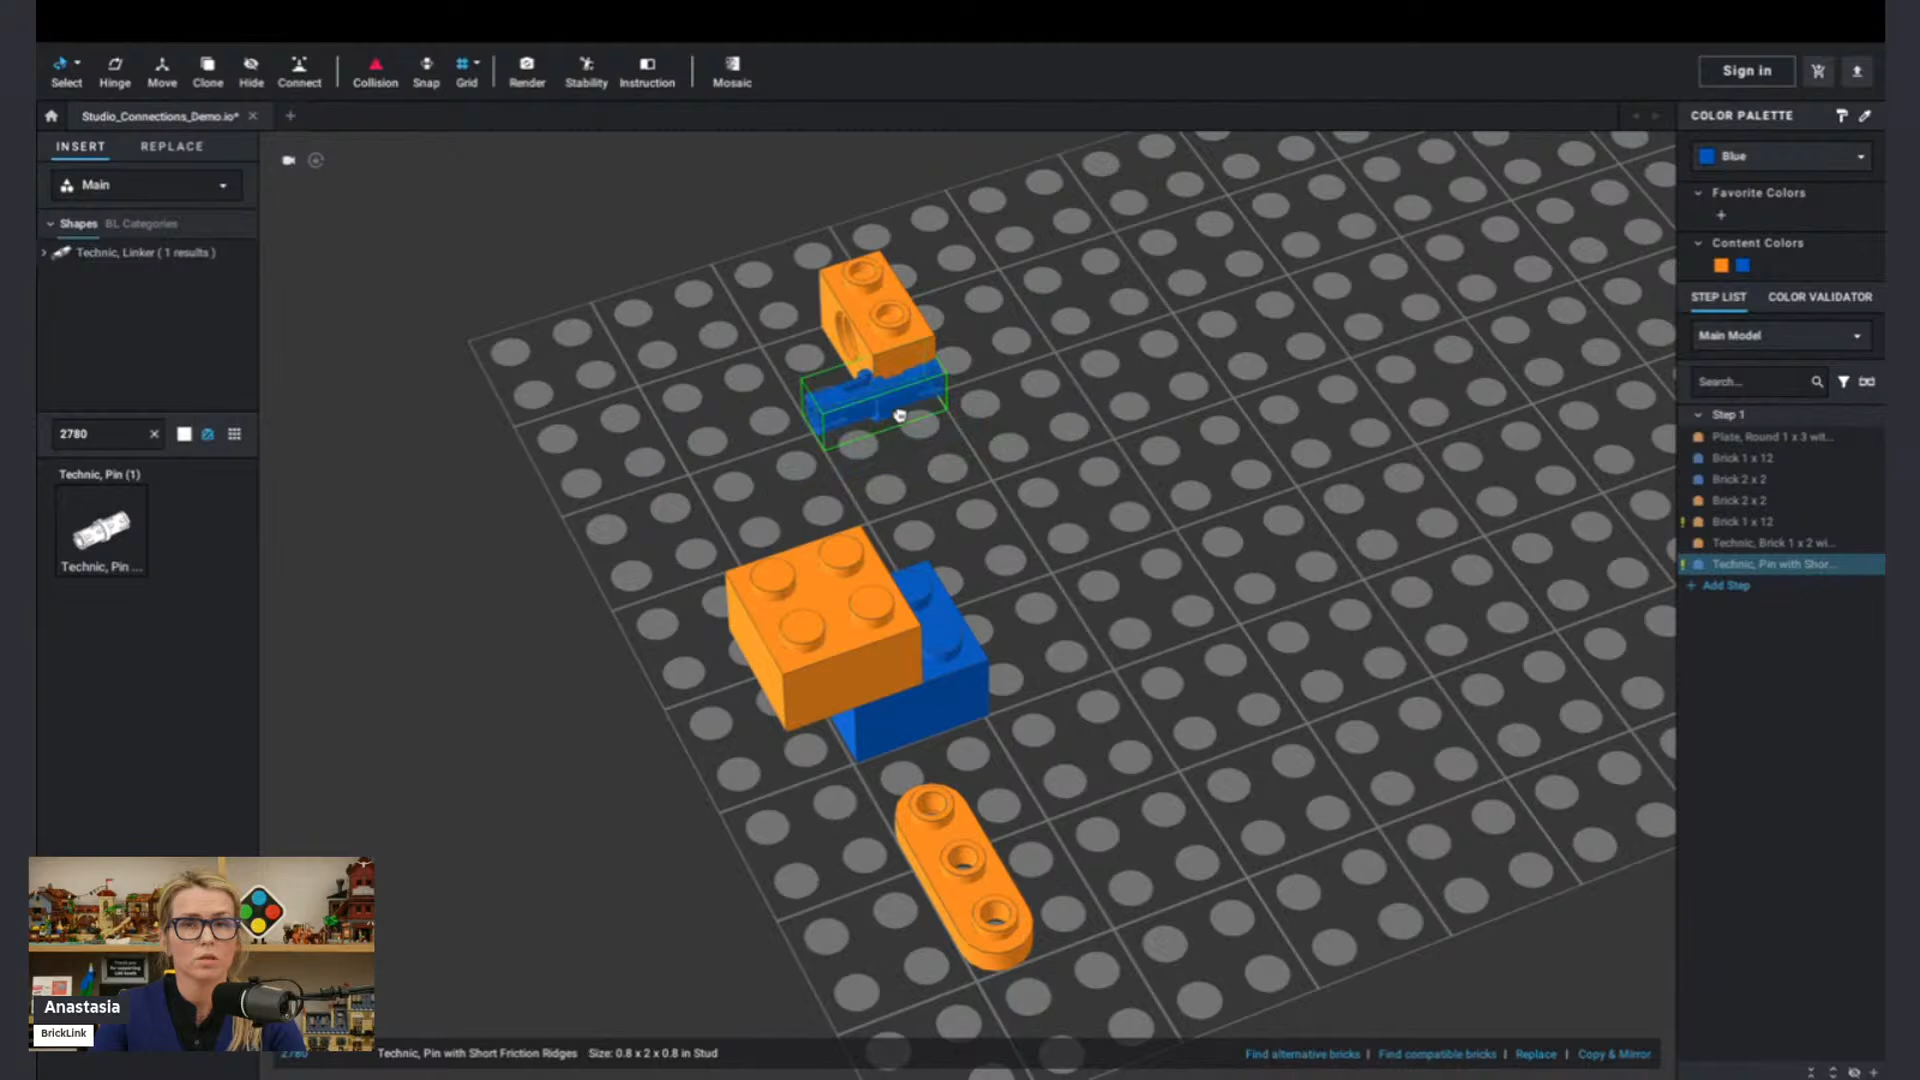 Select Hinge Move Clone Hide Connect Collision Snap Grid Render Stability Instruction Mosaic Sign in
Studio_Connections_Demo.io*
INSERT REPLACE
Main
Shapes BL Categories
Technic, Linker ( 1 results )
2780
Technic, Pin (1)
Technic, Pin ...
COLOR PALETTE
Blue
Favorite Colors
Content Colors
STEP LIST COLOR VALIDATOR
Main Model
Search...
Step 1
Plate, Round 1 x 3 wit...
Brick 1 x 12
Brick 2 x 2
Brick 2 x 2
Brick 1 x 12
Technic, Brick 1 x 2 wi...
Technic, Pin with Shor...
+ Add Step
Anastasia
BrickLink
2780 Technic, Pin with Short Friction Ridges Size: 0.8 x 2 x 0.8 in Stud
Find alternative bricks | Find compatible bricks | Replace | Copy & Mirror